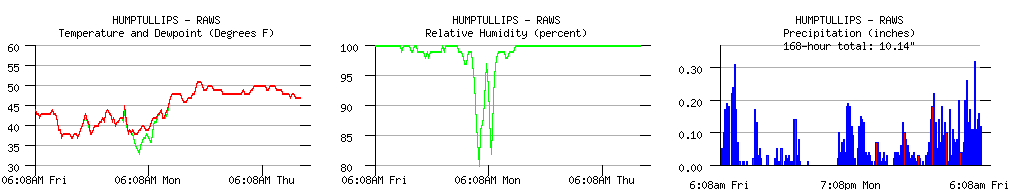 HUMPTULLIPS - RAWS
Temperature and Dewpoint (Degrees F)
60
55
50
45
40
35
30
06:08AM Fri
06:08AM Mon
06:08AM Thu
HUMPTULLIPS - RAWS
Relative Humidity (percent)
100
95
90
85
80
06:08AM Fri
06:08AM Mon
06:08AM Thu
HUMPTULLIPS - RAWS
Precipitation (inches)
168-hour total: 10.14"
0.30
0.20
0.10
0.00
6:08am Fri
7:08pm Mon
6:08am Fri